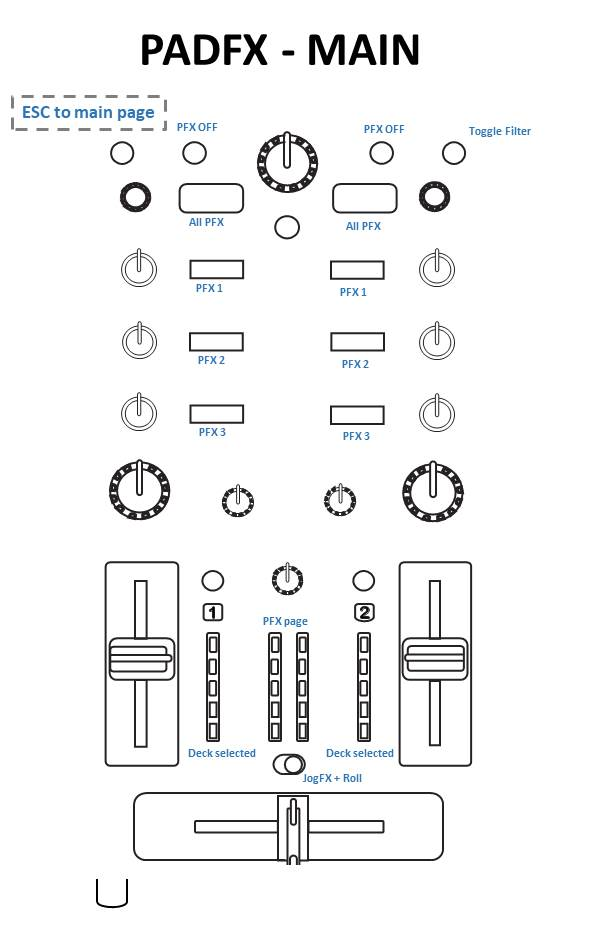 PADFX - MAIN
ESC to main page
PFX OFF
PFX OFF
Toggle Filter
All PFX
All PFX
PFX 1
PFX 1
PFX 2
PFX 2
PFX 3
PFX 3
1
2
PFX page
Deck selected
Deck selected
JogFX + Roll